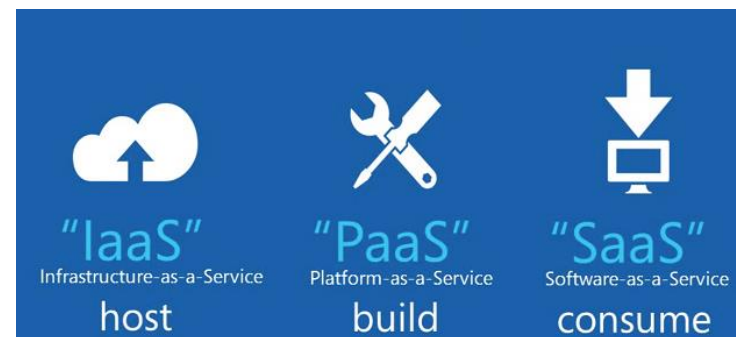 "IaaS"
Infrastructure-as-a-Service
host
"PaaS"
Platform-as-a-Service
build
"SaaS"
Software-as-a-Service
consume